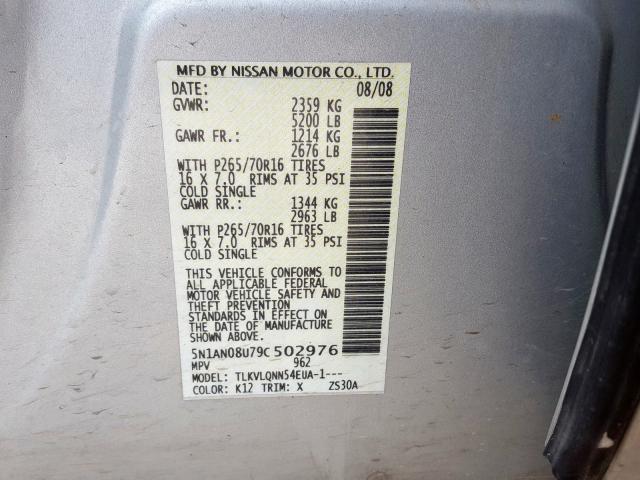 MFD BY NISSAN MOTOR CO., LTD.
DATE: 08/08
GVWR: 2359 KG
5200 LB
GAWR FR.: 1214 KG
2676 LB
WITH P265/70R16 TIRES
16 X 7.0 RIMS AT 35 PSI
COLD SINGLE
GAWR RR.: 1344 KG
2963 LB
WITH P265/70R16 TIRES
16 X 7.0 RIMS AT 35 PSI
COLD SINGLE
THIS VEHICLE CONFORMS TO
ALL APPLICABLE FEDERAL
MOTOR VEHICLE SAFETY AND
THEFT PREVENTION
STANDARDS IN EFFECT ON
THE DATE OF MANUFACTURE
SHOWN ABOVE.
5N1AN08U79C502976
MPV 962
MODEL: TLKVLQNN54EUA-1---
COLOR: K12 TRIM: X ZS30A